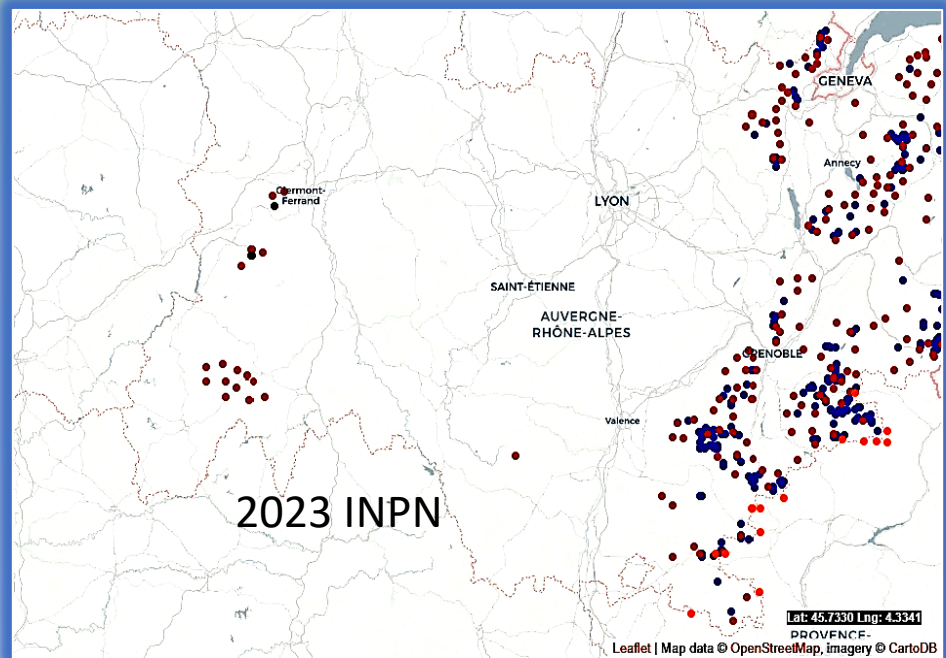 GENEVA
Annecy
Clermont-
Ferrand
LYON
SAINT-ÉTIENNE
AUVERGNE-
RHÔNE-ALPES
GRENOBLE
Valence
2023 INPN
Lat: 45.7330 Lng: 4.3341
PROVENCE-
Leaflet | Map data © OpenStreetMap, imagery © CartoDB